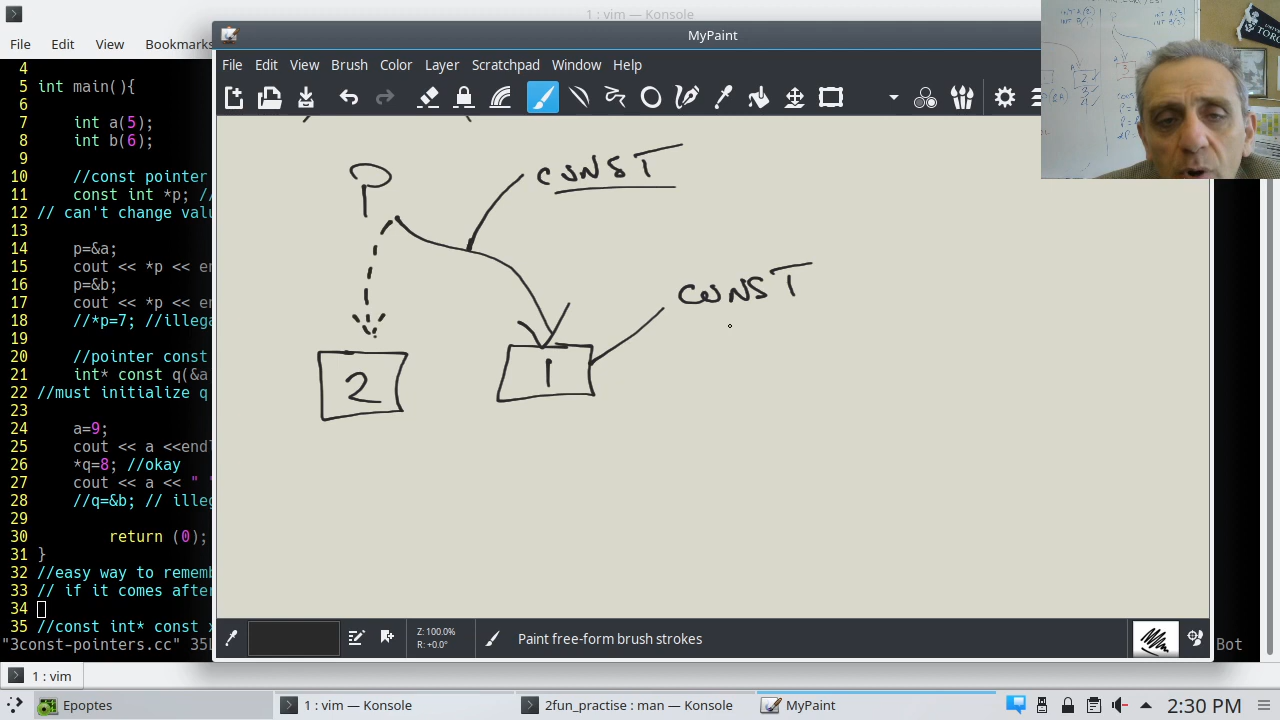 1 : vim — Konsole
File Edit View Bookmarks
MyPaint
File Edit View Brush Color Layer Scratchpad Window Help
4
5 int main(){
6
7 int a(5);
8 int b(6);
9
10 //const pointer
11 const int *p; //
12 // can't change valu
13
14 p=&a;
15 cout << *p << en
16 p=&b;
17 cout << *p << en
18 //*p=7; //illega
19
20 //pointer const
21 int* const q(&a
22 //must initialize q
23
24 a=9;
25 cout << a <<endl
26 *q=8; //okay
27 cout << a << " "
28 //q=&b; // illeg
29
30 return (0);
31 }
32 //easy way to rememb
33 // if it comes after
34
35 //const int* const x
"3const-pointers.cc" 35L
Bot
P
CONST
CONST
2
1
Z: 100.0%
R: +0.0°
Paint free-form brush strokes
1 : vim
Epoptes
1 : vim — Konsole
2fun_practise : man — Konsole
MyPaint
2:30 PM